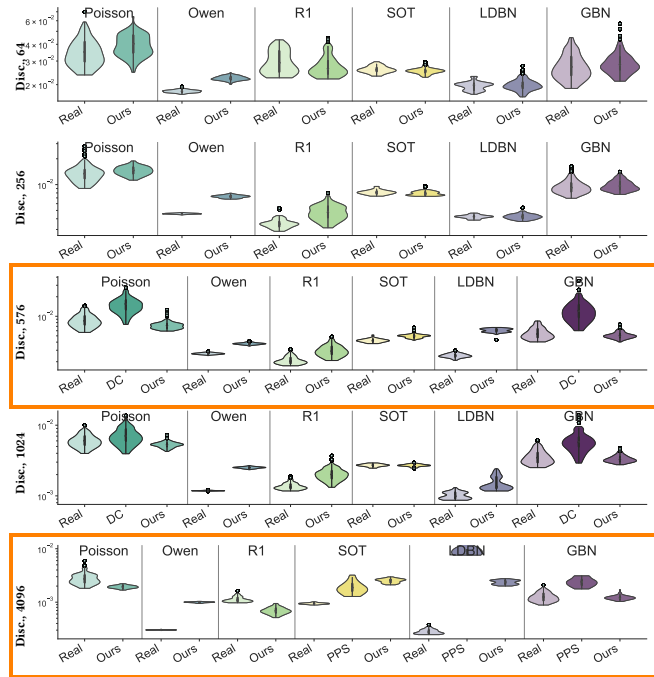 Poisson Owen R1 SOT LDBN GBN
Disc., 64
6 × 10⁻²
4 × 10⁻²
3 × 10⁻²
2 × 10⁻²
Real Ours Real Ours Real Ours Real Ours Real Ours Real Ours
Poisson Owen R1 SOT LDBN GBN
Disc., 256
10⁻²
Real Ours Real Ours Real Ours Real Ours Real Ours Real Ours
Poisson Owen R1 SOT LDBN GBN
Disc., 576
10⁻²
Real DC Ours Real Ours Real Ours Real Ours Real Ours Real DC Ours
Poisson Owen R1 SOT LDBN GBN
Disc., 1024
10⁻²
10⁻³
Real DC Ours Real Ours Real Ours Real Ours Real Ours Real DC Ours
Poisson Owen R1 SOT LDBN GBN
Disc., 4096
10⁻²
10⁻³
Real Ours Real Ours Real Ours Real PPS Ours Real PPS Ours Real PPS Ours